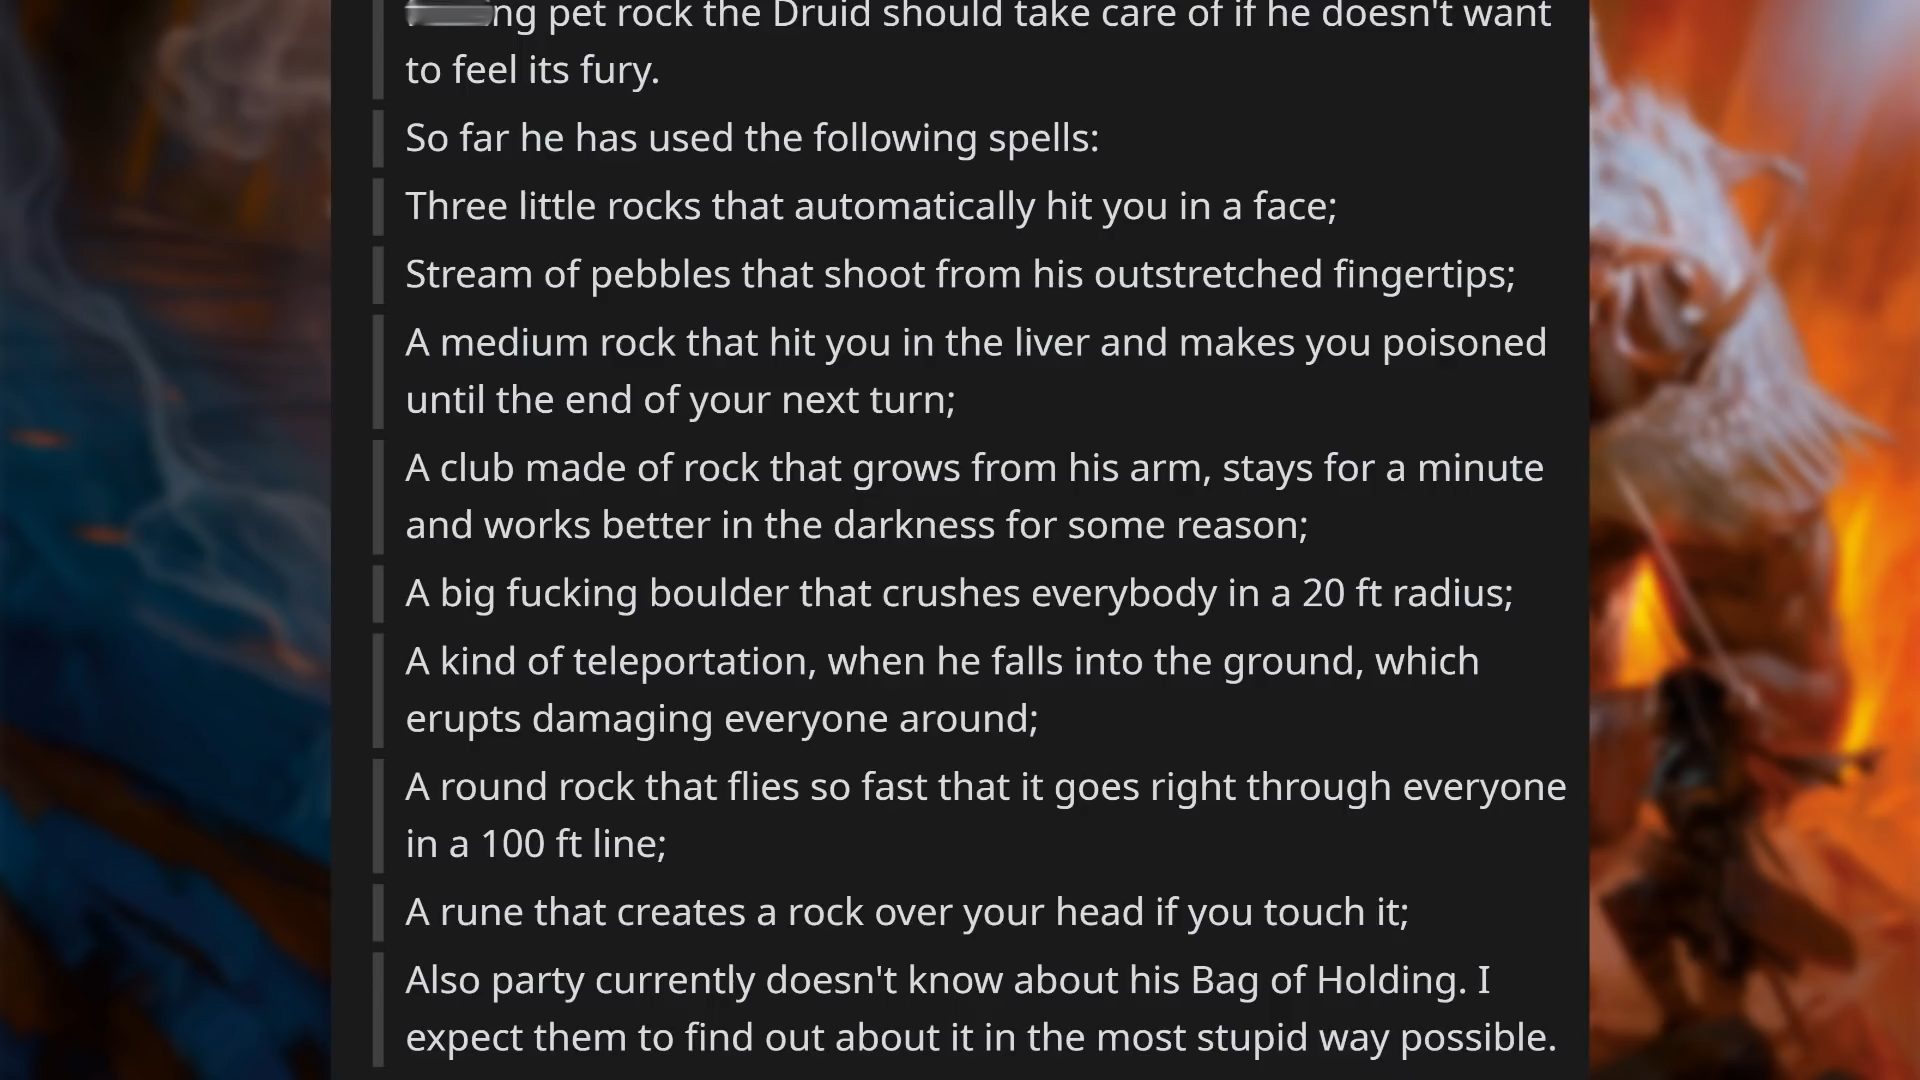 pet rock the Druid should take care of if he doesn't want
to feel its fury.
So far he has used the following spells:
Three little rocks that automatically hit you in a face;
Stream of pebbles that shoot from his outstretched fingertips;
A medium rock that hit you in the liver and makes you poisoned
until the end of your next turn;
A club made of rock that grows from his arm, stays for a minute
and works better in the darkness for some reason;
A big fucking boulder that crushes everybody in a 20 ft radius;
A kind of teleportation, when he falls into the ground, which
erupts damaging everyone around;
A round rock that flies so fast that it goes right through everyone
in a 100 ft line;
A rune that creates a rock over your head if you touch it;
Also party currently doesn't know about his Bag of Holding. I
expect them to find out about it in the most stupid way possible.